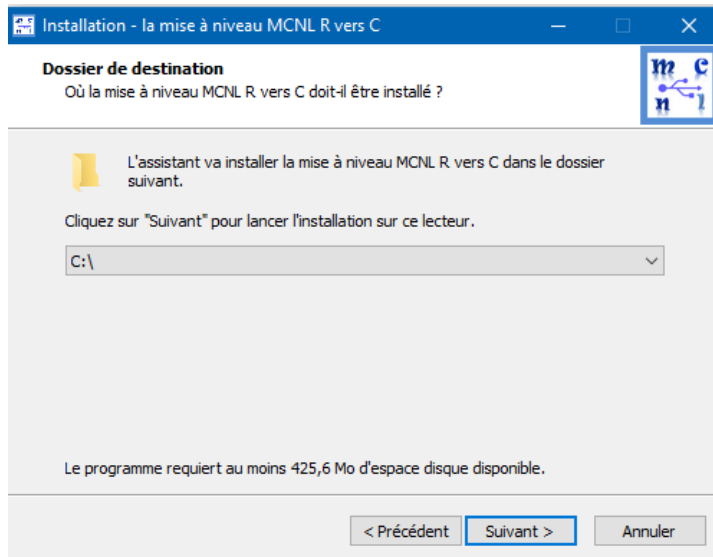 Installation - la mise à niveau MCNL R vers C
Dossier de destination
Où la mise à niveau MCNL R vers C doit-il être installé ?
m c
n l
L'assistant va installer la mise à niveau MCNL R vers C dans le dossier
suivant.
Cliquez sur "Suivant" pour lancer l'installation sur ce lecteur.
C:\
Le programme requiert au moins 425,6 Mo d'espace disque disponible.
< Précédent
Suivant >
Annuler